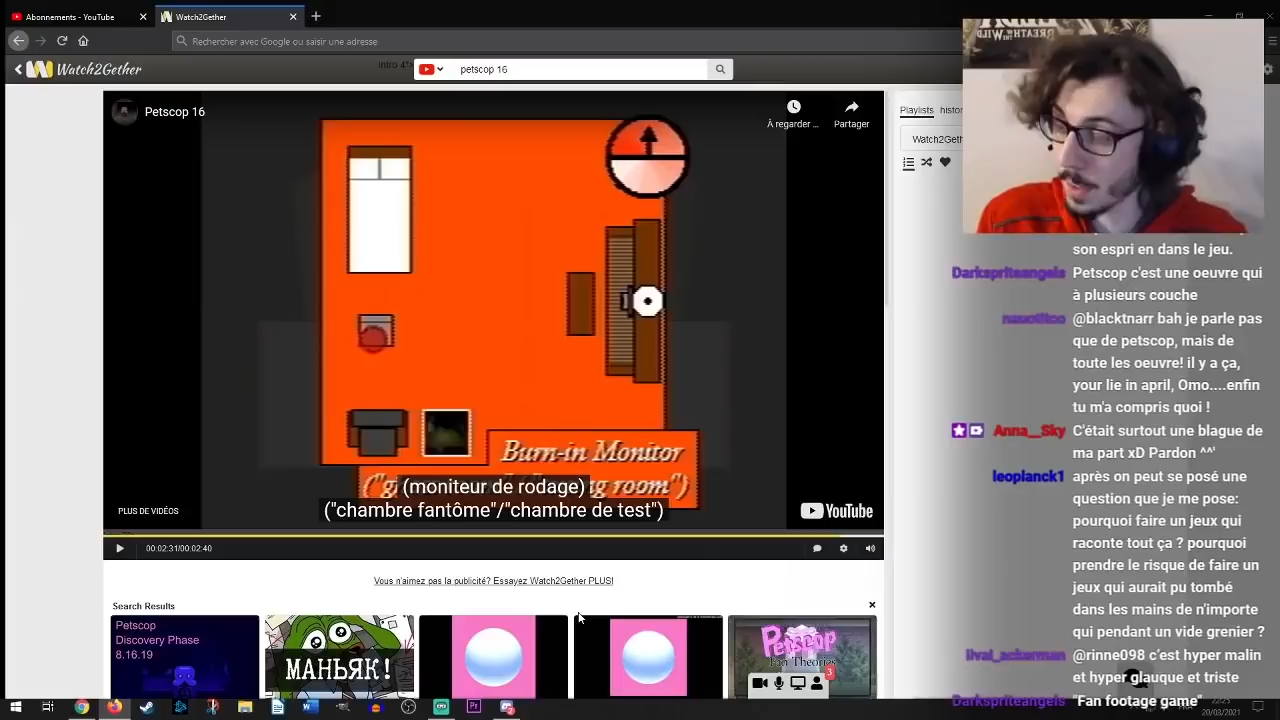 Abonnements - YouTube
Watch2Gether
Rechercher avec Google ou saisir une adresse
Watch2Gether
petscop 16
Petscop 16
À regarder ...
Partager
Playlists
histor
Watch2Geth
Burn-in Monitor
(moniteur de rodage)
("chambre fantôme"/"chambre de test")
PLUS DE VIDÉOS
YouTube
00:02:31/00:02:40
Vous n'aimez pas la publicité? Essayez Watch2Gether PLUS!
Search Results
Petscop
Discovery Phase
8.16.19
МАНЬЯК!
Petscop
Fan Theories
3
son espri en dans le jeu.
Darkspriteangels Petscop c'est une oeuvre qui
à plusieurs couche
@blacktnarr bah je parle pas
que de petscop, mais de
toute les oeuvre! il y a ça,
your lie in april, Omo....enfin
tu m'a compris quoi !
Anna__Sky C'était surtout une blague de
ma part xD Pardon ^^'
leoplanck1 après on peut se posé une
question que je me pose:
pourquoi faire un jeux qui
raconte tout ça ? pourquoi
prendre le risque de faire un
jeux qui aurait pu tombé
dans les mains de n'importe
qui pendant un vide grenier ?
@rinne098 c'est hyper malin
et hyper glauque et triste
Darkspriteangels "Fan footage game"
22:23
20/03/2021